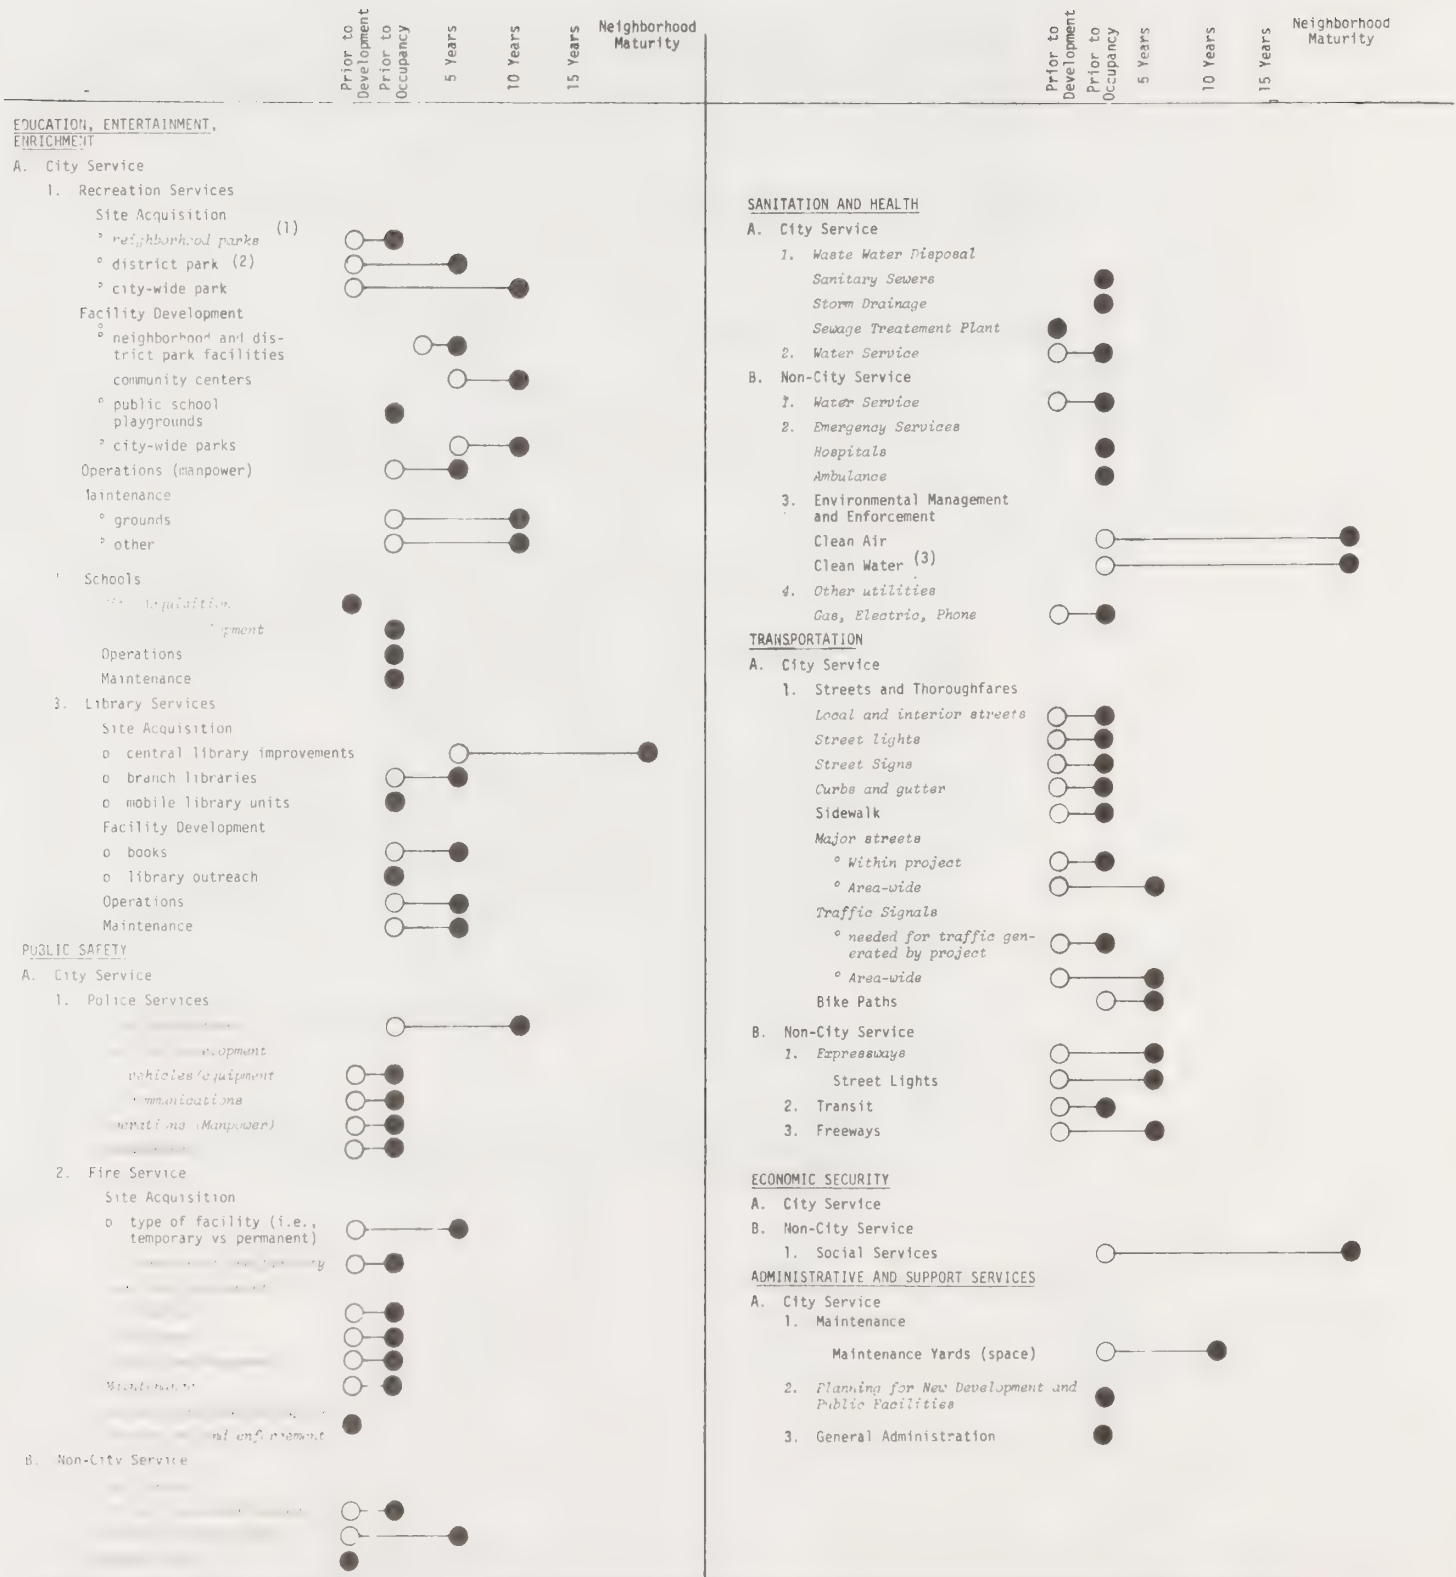 Prior to Development
Prior to Occupancy
5 Years
10 Years
15 Years
Neighborhood Maturity
EDUCATION, ENTERTAINMENT,
ENRICHMENT
A. City Service
1. Recreation Services
Site Acquisition
° neighborhood parks (1)
° district park (2)
° city-wide park
Facility Development
° neighborhood and dis-
trict park facilities
community centers
° public school
playgrounds
° city-wide parks
Operations (manpower)
Maintenance
° grounds
° other
Schools
Operations
Maintenance
3. Library Services
Site Acquisition
o central library improvements
o branch libraries
o mobile library units
Facility Development
o books
o library outreach
Operations
Maintenance
PUBLIC SAFETY
A. City Service
1. Police Services
vehicles/equipment
(Manpower)
2. Fire Service
Site Acquisition
o type of facility (i.e.,
temporary vs permanent)
Maintenance
B. Non-City Service
Prior to Development
Prior to Occupancy
5 Years
10 Years
15 Years
Neighborhood Maturity
SANITATION AND HEALTH
A. City Service
1. Waste Water Disposal
Sanitary Sewers
Storm Drainage
Sewage Treatement Plant
2. Water Service
B. Non-City Service
1. Water Service
2. Emergency Services
Hospitals
Ambulance
3. Environmental Management
and Enforcement
Clean Air
Clean Water (3)
4. Other utilities
Gas, Electric, Phone
TRANSPORTATION
A. City Service
1. Streets and Thoroughfares
Local and interior streets
Street lights
Street Signs
Curbs and gutter
Sidewalk
Major streets
° Within project
° Area-wide
Traffic Signals
° needed for traffic gen-
erated by project
° Area-wide
Bike Paths
B. Non-City Service
1. Expressways
Street Lights
2. Transit
3. Freeways
ECONOMIC SECURITY
A. City Service
B. Non-City Service
1. Social Services
ADMINISTRATIVE AND SUPPORT SERVICES
A. City Service
1. Maintenance
Maintenance Yards (space)
2. Planning for New Development and
Public Facilities
3. General Administration